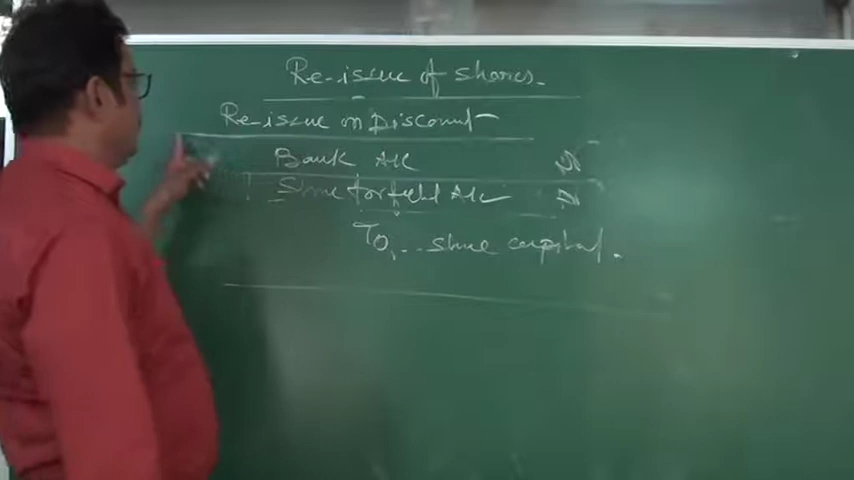 Re-issue of shares.
Re-issue on Discount
Bank A/c Dr
Share forfeited A/c Dr
To, .. Share capital.